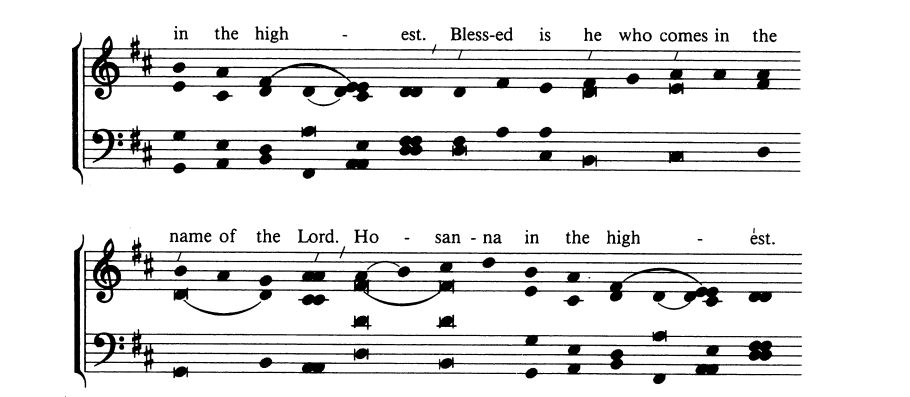 in the high - est. Bless-ed is he who comes in the
name of the Lord. Ho - san - na in the high - est.